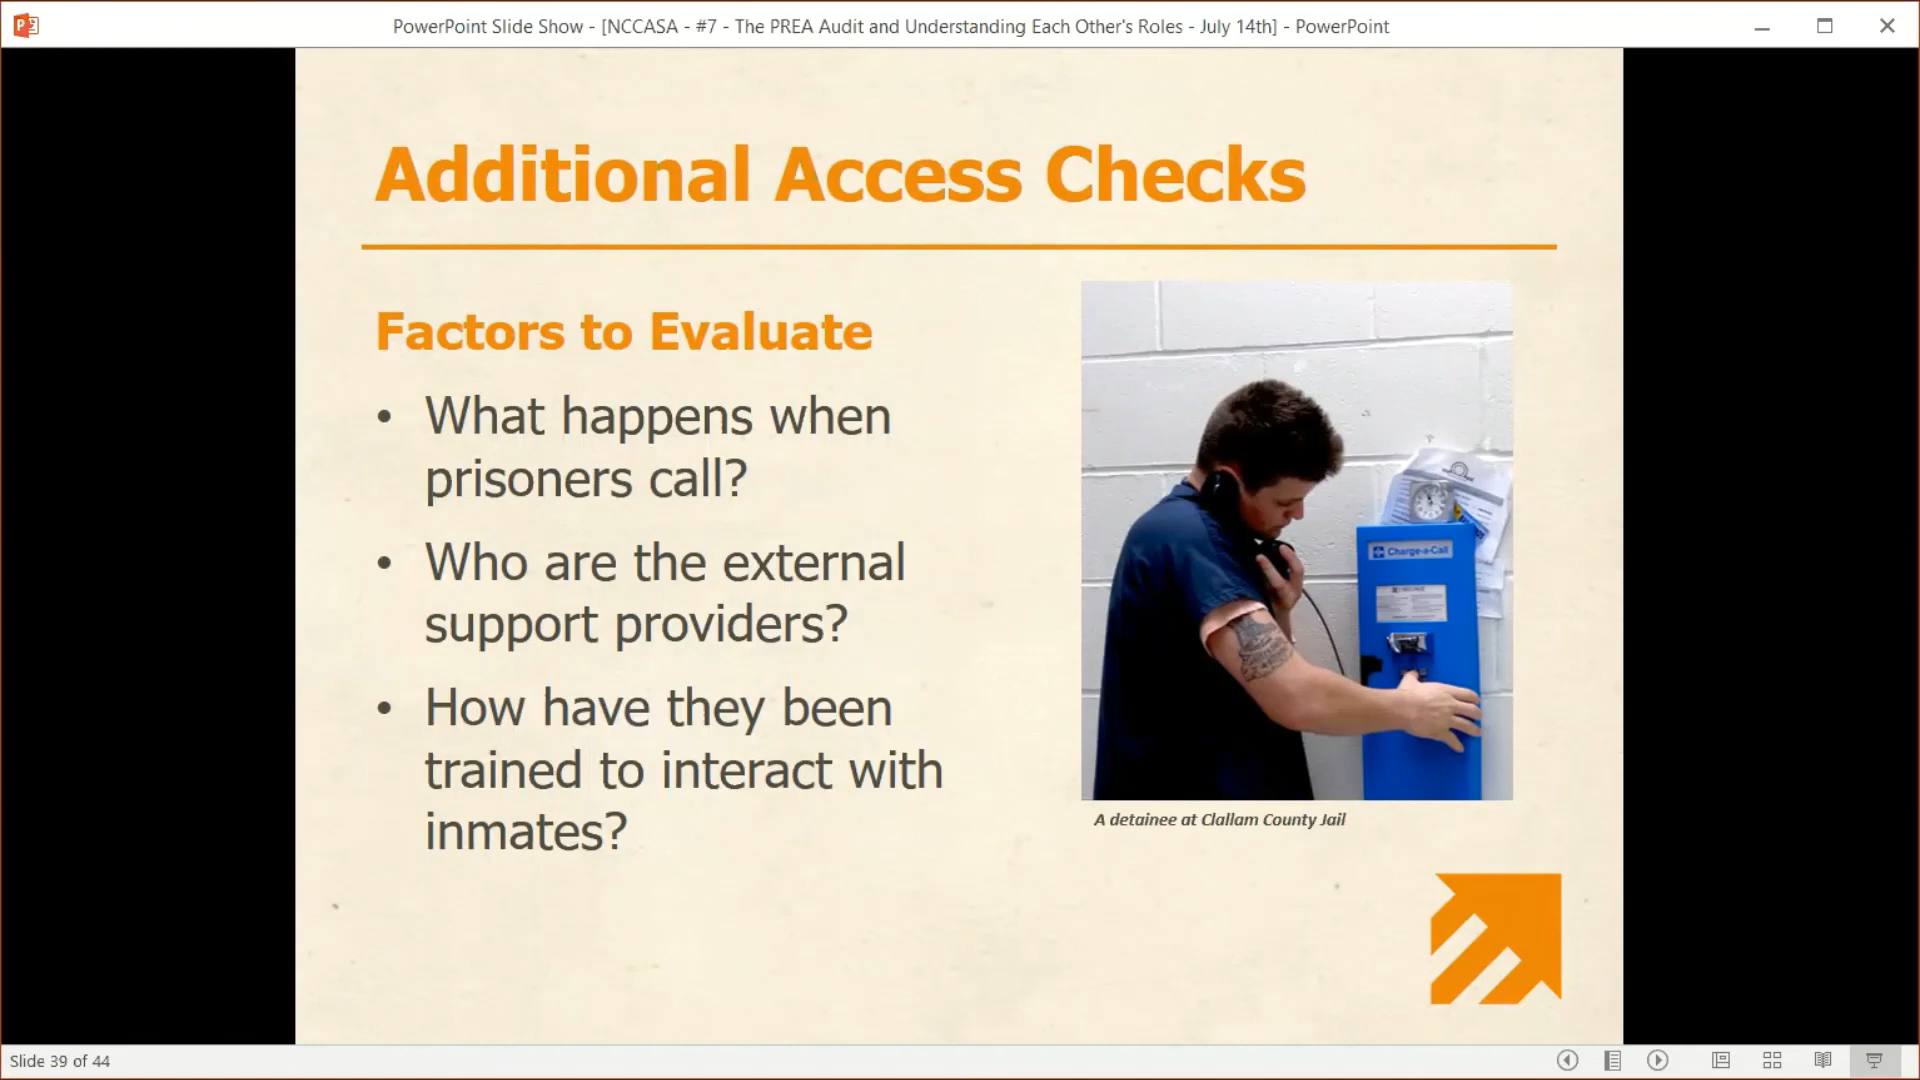 PowerPoint Slide Show - [NCCASA - #7 - The PREA Audit and Understanding Each Other's Roles - July 14th] - PowerPoint
Additional Access Checks
Factors to Evaluate
• What happens when
prisoners call?
• Who are the external
support providers?
• How have they been
trained to interact with
inmates?
Charge-a-Call
A detainee at Clallam County Jail
Slide 39 of 44